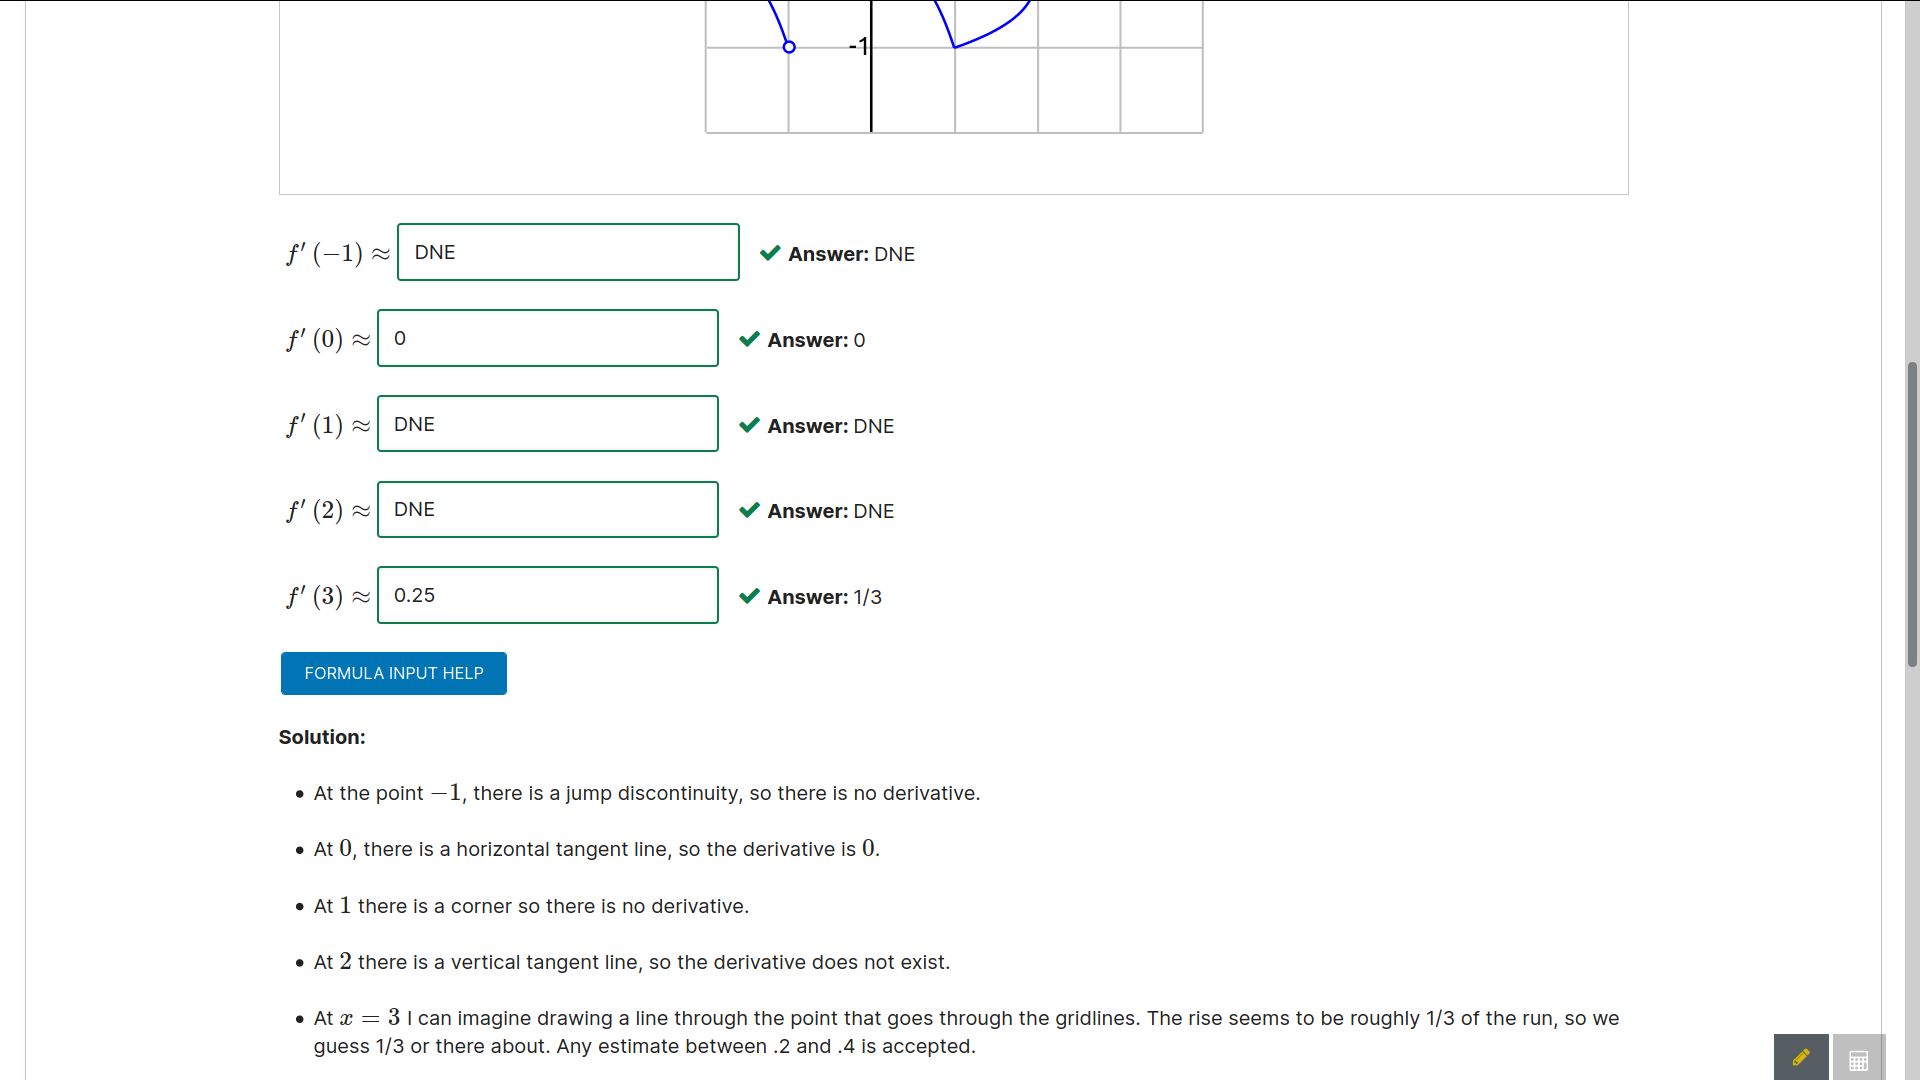 -1
f′ (−1) ≈ DNE Answer: DNE
f′ (0) ≈ 0 Answer: 0
f′ (1) ≈ DNE Answer: DNE
f′ (2) ≈ DNE Answer: DNE
f′ (3) ≈ 0.25 Answer: 1/3
FORMULA INPUT HELP
Solution:
• At the point −1, there is a jump discontinuity, so there is no derivative.
• At 0, there is a horizontal tangent line, so the derivative is 0.
• At 1 there is a corner so there is no derivative.
• At 2 there is a vertical tangent line, so the derivative does not exist.
• At x = 3 I can imagine drawing a line through the point that goes through the gridlines. The rise seems to be roughly 1/3 of the run, so we
guess 1/3 or there about. Any estimate between .2 and .4 is accepted.